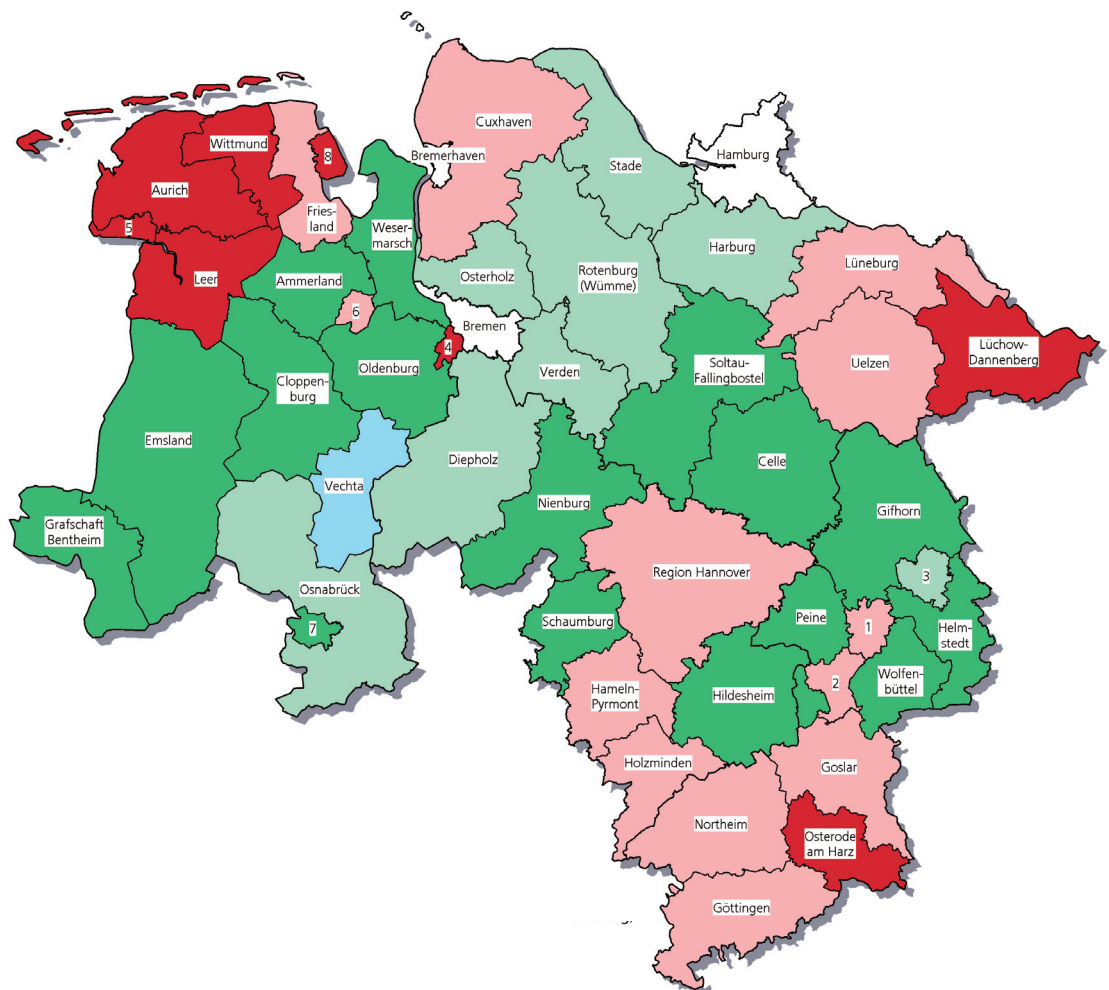 Cuxhaven
Wittmund
8
Bremerhaven
Hamburg
Stade
Aurich
Fries-
land
5
Weser-
marsch
Harburg
Lüneburg
Leer
Ammerland
Osterholz
Rotenburg
(Wümme)
6
Bremen
4
Lüchow-
Dannenberg
Oldenburg
Verden
Soltau-
Fallingbostel
Uelzen
Cloppen-
burg
Emsland
Diepholz
Celle
Vechta
Nienburg
Gifhorn
Grafschaft
Bentheim
Region Hannover
3
Osnabrück
7
Schaumburg
Peine
1
Helm-
stedt
Wolfen-
büttel
2
Hameln-
Pyrmont
Hildesheim
Holzminden
Goslar
Northeim
Osterode
am Harz
Göttingen